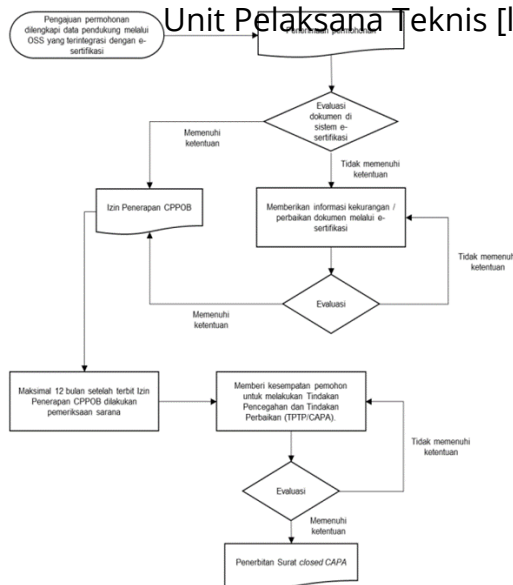 Unit Pelaksana Teknis [
Pengajuan permohonan
dilengkapi data pendukung melalui
OSS yang terintegrasi dengan e-
sertifikasi
permohonan
Evaluasi
dokumen di
sistem e-
sertifikasi
Memenuhi
ketentuan
Tidak memenuhi
ketentuan
Izin Penerapan CPPOB
Memberikan informasi kekurangan /
perbaikan dokumen melalui e-
sertifikasi
Tidak memenuh
ketentuan
Evaluasi
Memenuhi
ketentuan
Maksimal 12 bulan setelah terbit Izin
Penerapan CPPOB dilakukan
pemeriksaan sarana
Memberi kesempatan pemohon
untuk melakukan Tindakan
Pencegahan dan Tindakan
Perbaikan (TPTP/CAPA).
Tidak memenuhi
ketentuan
Evaluasi
Memenuhi
ketentuan
Penerbitan Surat closed CAPA